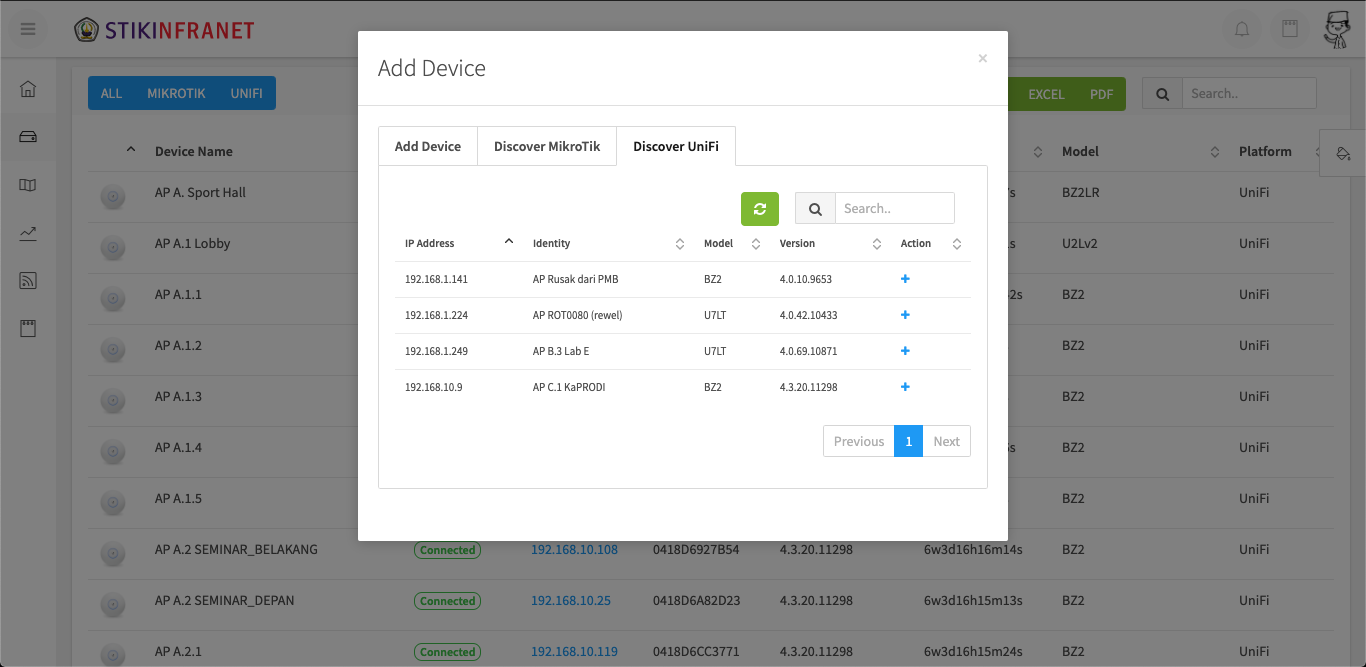 STIKINFRANET
Add Device
×
ALL MIKROTIK UNIFI
EXCEL PDF
Search..
Add Device Discover MikroTik Discover UniFi
Device Name Model Platform
Search..
AP A. Sport Hall BZ2LR UniFi
IP Address Identity Model Version Action
AP A.1 Lobby U2Lv2 UniFi
192.168.1.141 AP Rusak dari PMB BZ2 4.0.10.9653
AP A.1.1 BZ2 UniFi
192.168.1.224 AP ROT0080 (rewel) U7LT 4.0.42.10433
AP A.1.2 BZ2 UniFi
192.168.1.249 AP B.3 Lab E U7LT 4.0.69.10871
192.168.10.9 AP C.1 KaPRODI BZ2 4.3.20.11298
AP A.1.3 BZ2 UniFi
Previous 1 Next
AP A.1.4 BZ2 UniFi
AP A.1.5 BZ2 UniFi
AP A.2 SEMINAR_BELAKANG Connected 192.168.10.108 0418D6927B54 4.3.20.11298 6w3d16h16m14s BZ2 UniFi
AP A.2 SEMINAR_DEPAN Connected 192.168.10.25 0418D6A82D23 4.3.20.11298 6w3d16h15m13s BZ2 UniFi
AP A.2.1 Connected 192.168.10.119 0418D6CC3771 4.3.20.11298 6w3d16h15m24s BZ2 UniFi